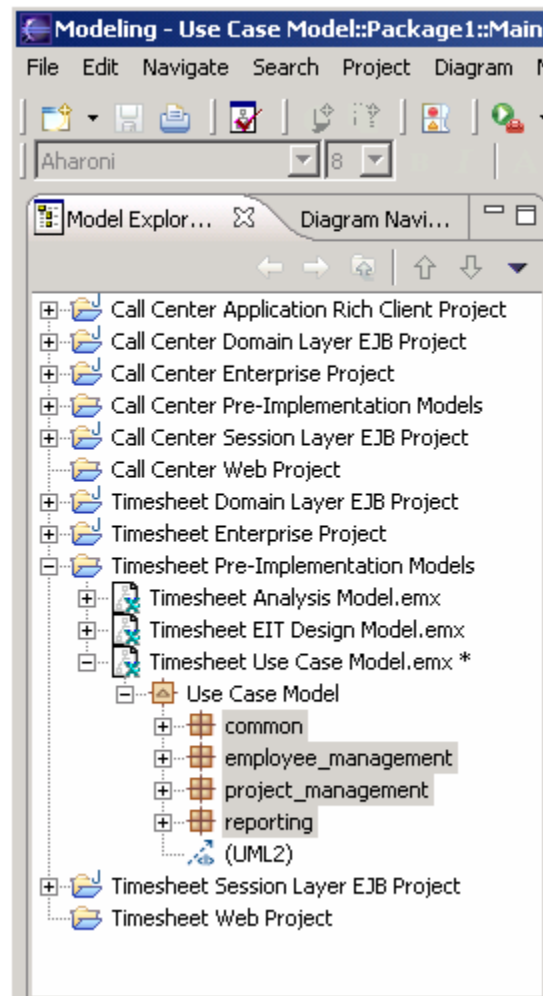 Modeling - Use Case Model::Package1::Main
File Edit Navigate Search Project Diagram
Aharoni 8
Model Explor... Diagram Navi...
Call Center Application Rich Client Project
Call Center Domain Layer EJB Project
Call Center Enterprise Project
Call Center Pre-Implementation Models
Call Center Session Layer EJB Project
Call Center Web Project
Timesheet Domain Layer EJB Project
Timesheet Enterprise Project
Timesheet Pre-Implementation Models
Timesheet Analysis Model.emx
Timesheet EIT Design Model.emx
Timesheet Use Case Model.emx *
Use Case Model
common
employee_management
project_management
reporting
(UML2)
Timesheet Session Layer EJB Project
Timesheet Web Project